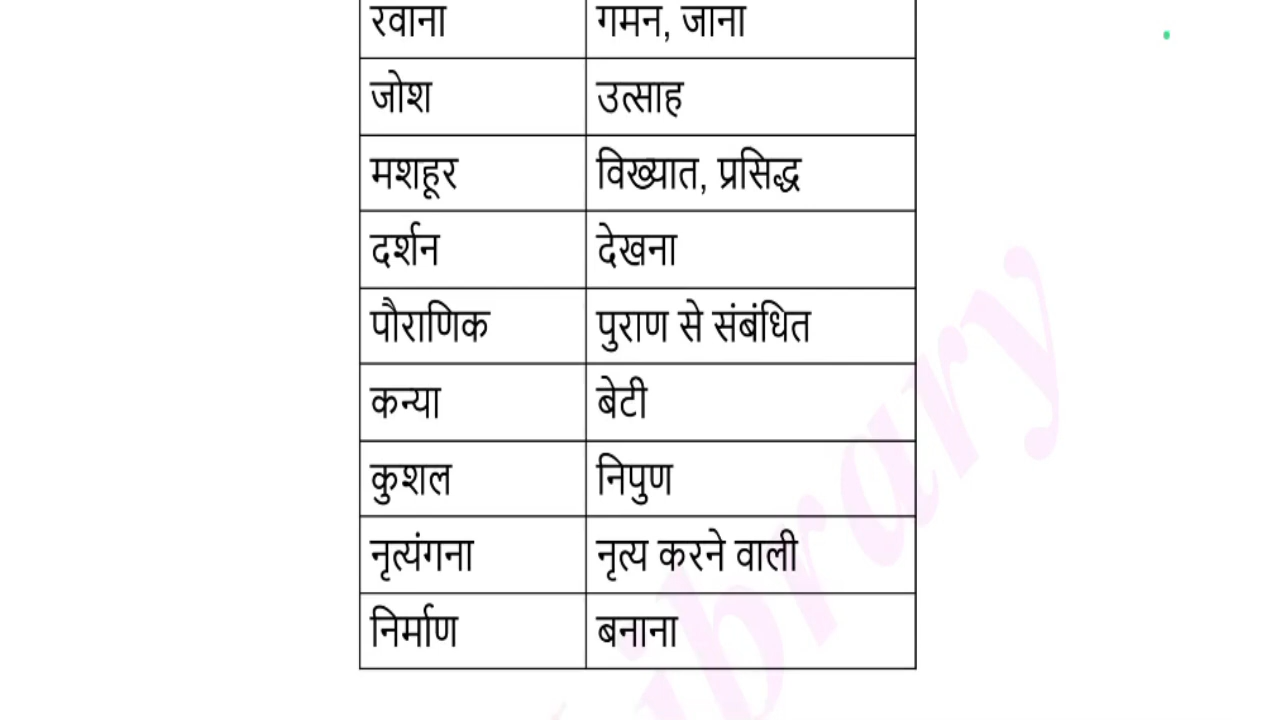 रवाना गमन, जाना
जोश उत्साह
मशहूर विख्यात, प्रसिद्ध
दर्शन देखना
पौराणिक पुराण से संबंधित
कन्या बेटी
कुशल निपुण
नृत्यंगना नृत्य करने वाली
निर्माण बनाना